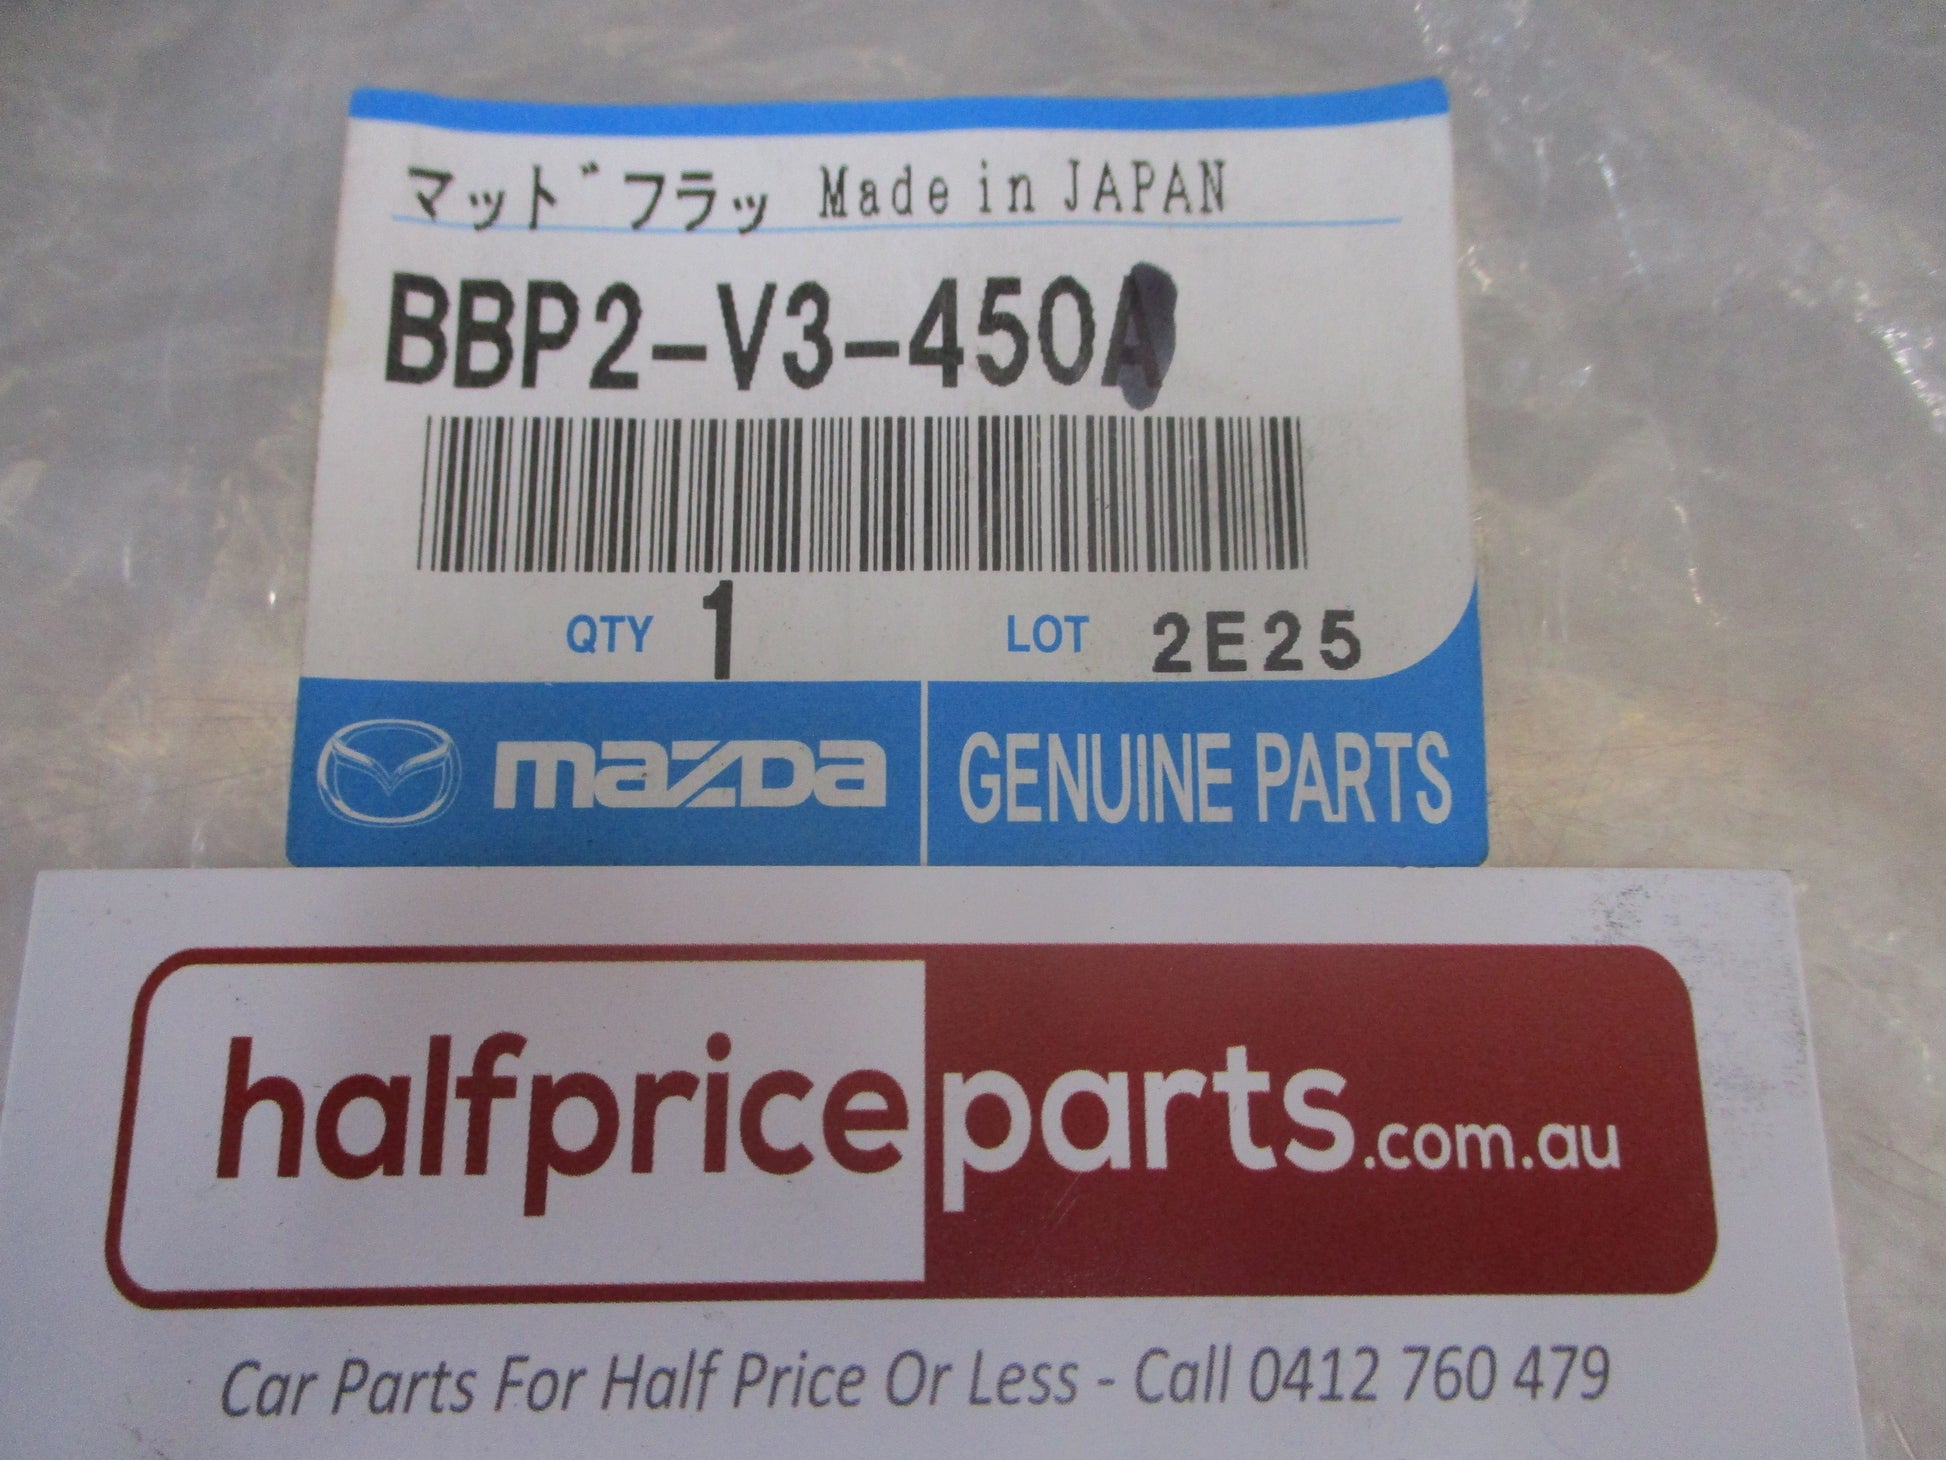 マット゛フラッ Made in JAPAN
BBP2-V3-450A
QTY 1 LOT 2E25
mazda GENUINE PARTS
halfpriceparts.com.au
Car Parts For Half Price Or Less - Call 0412 760 479